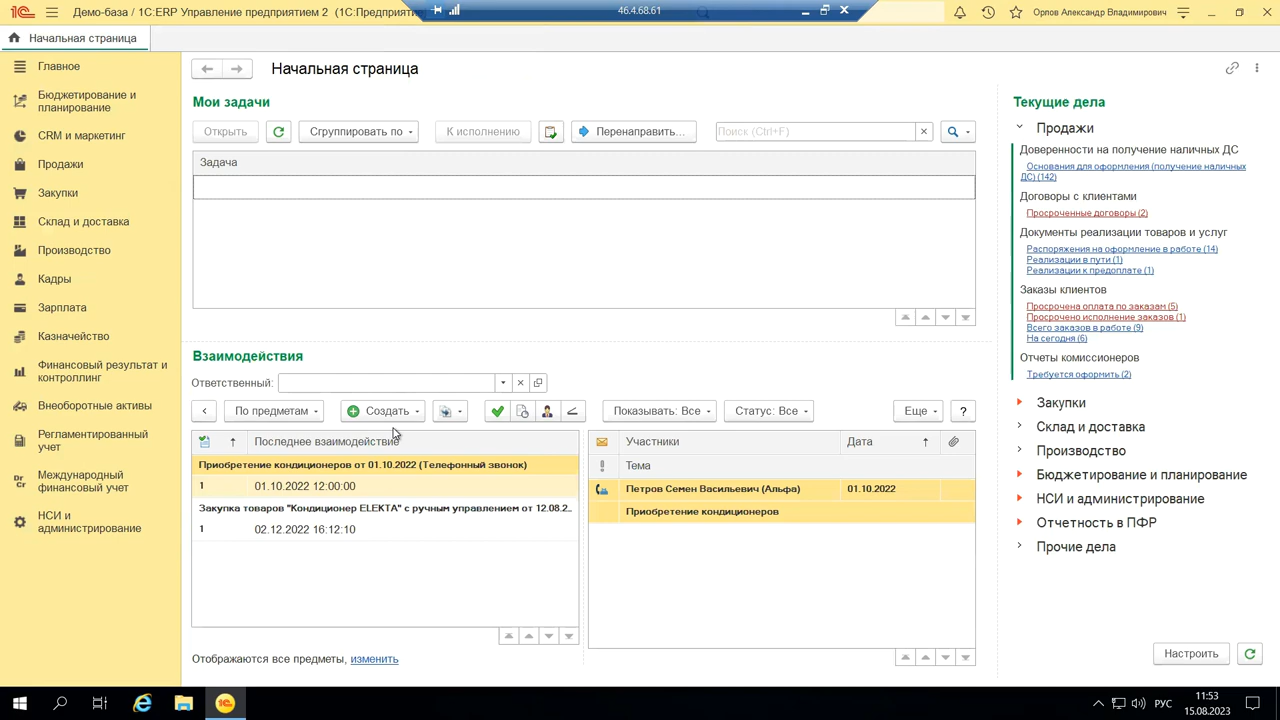 Демо-база / 1С:ERP Управление предприятием 2 (1С:Предприятие
46.4.68.61
Орлов Александр Владимирович
Начальная страница
Главное
Бюджетирование и
планирование
CRM и маркетинг
Продажи
Закупки
Склад и доставка
Производство
Кадры
Зарплата
Казначейство
Финансовый результат и
контроллинг
Внеоборотные активы
Регламентированный
учет
Международный
финансовый учет
НСИ и
администрирование
Начальная страница
Мои задачи
Открыть
Сгруппировать по
К исполнению
Перенаправить...
Поиск (Ctrl+F)
Задача
Взаимодействия
Ответственный:
По предметам
Создать
Показывать: Все
Статус: Все
Еще
?
Последнее взаимодействие
Приобретение кондиционеров от 01.10.2022 (Телефонный звонок)
1 01.10.2022 12:00:00
Закупка товаров "Кондиционер ELEKTA" с ручным управлением от 12.08.2...
1 02.12.2022 16:12:10
Участники Дата
Тема
Петров Семен Васильевич (Альфа) 01.10.2022
Приобретение кондиционеров
Отображаются все предметы, изменить
Текущие дела
Продажи
Доверенности на получение наличных ДС
Основания для оформления (получение наличных
ДС) (142)
Договоры с клиентами
Просроченные договоры (2)
Документы реализации товаров и услуг
Распоряжения на оформление в работе (14)
Реализации в пути (1)
Реализации к предоплате (1)
Заказы клиентов
Просрочена оплата по заказам (5)
Просрочено исполнение заказов (1)
Всего заказов в работе (9)
На сегодня (6)
Отчеты комиссионеров
Требуется оформить (2)
Закупки
Склад и доставка
Производство
Бюджетирование и планирование
НСИ и администрирование
Отчетность в ПФР
Прочие дела
Настроить
РУС
11:53
15.08.2023